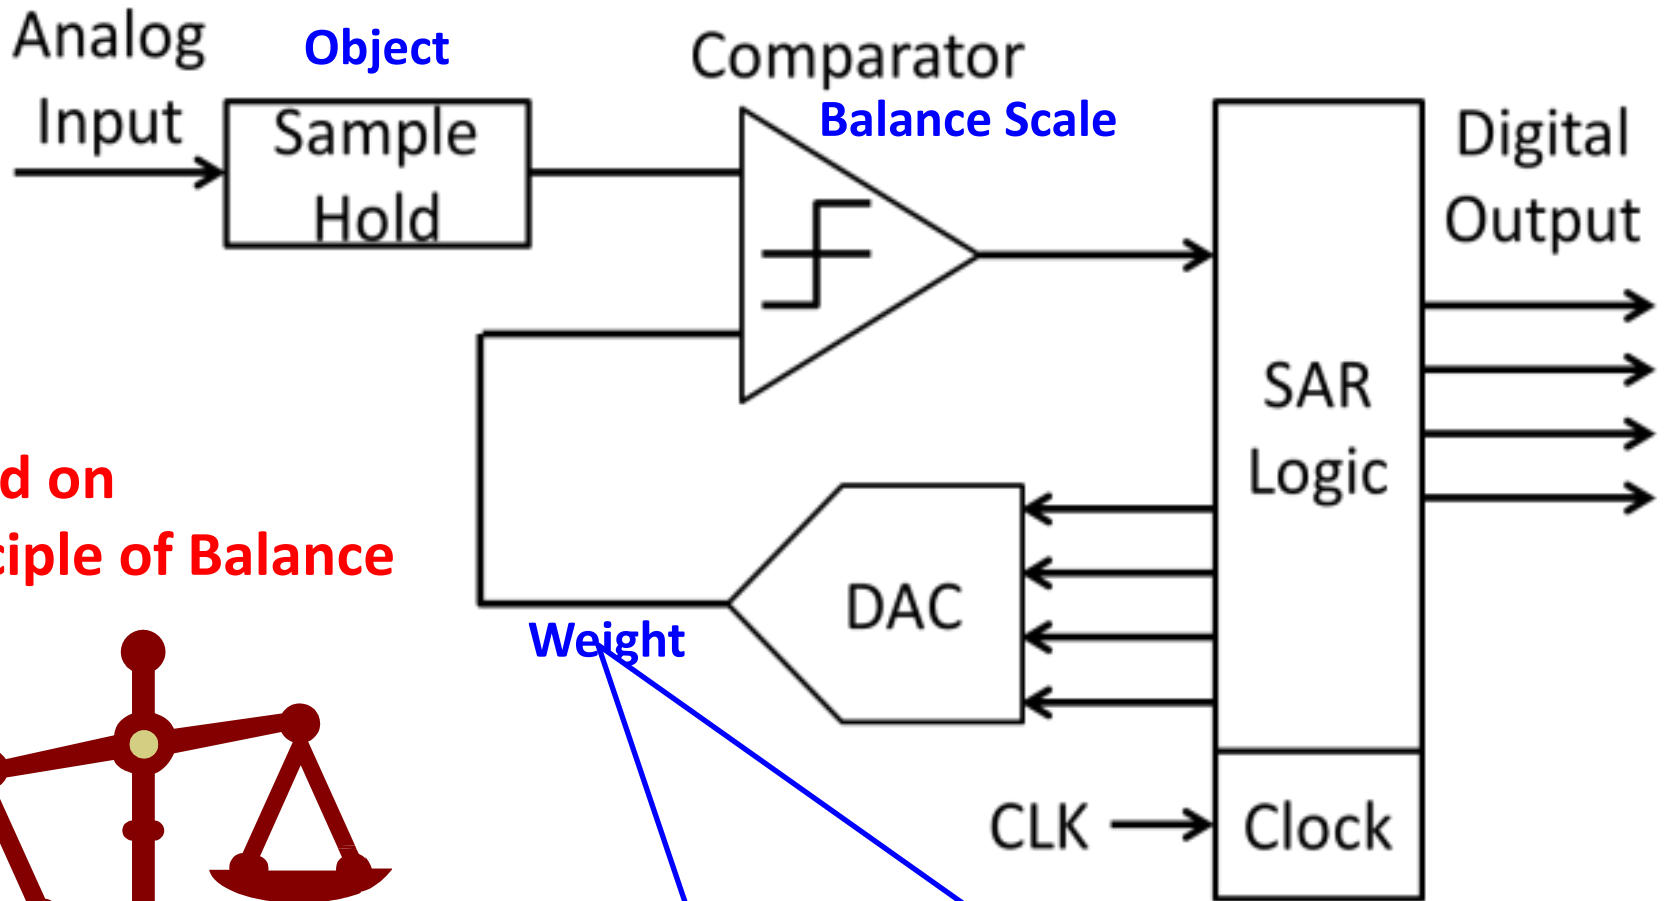 Analog
Input
Object
Sample
Hold
Comparator
Balance Scale
Digital
Output
SAR
Logic
d on
ciple of Balance
DAC
Weight
CLK
Clock